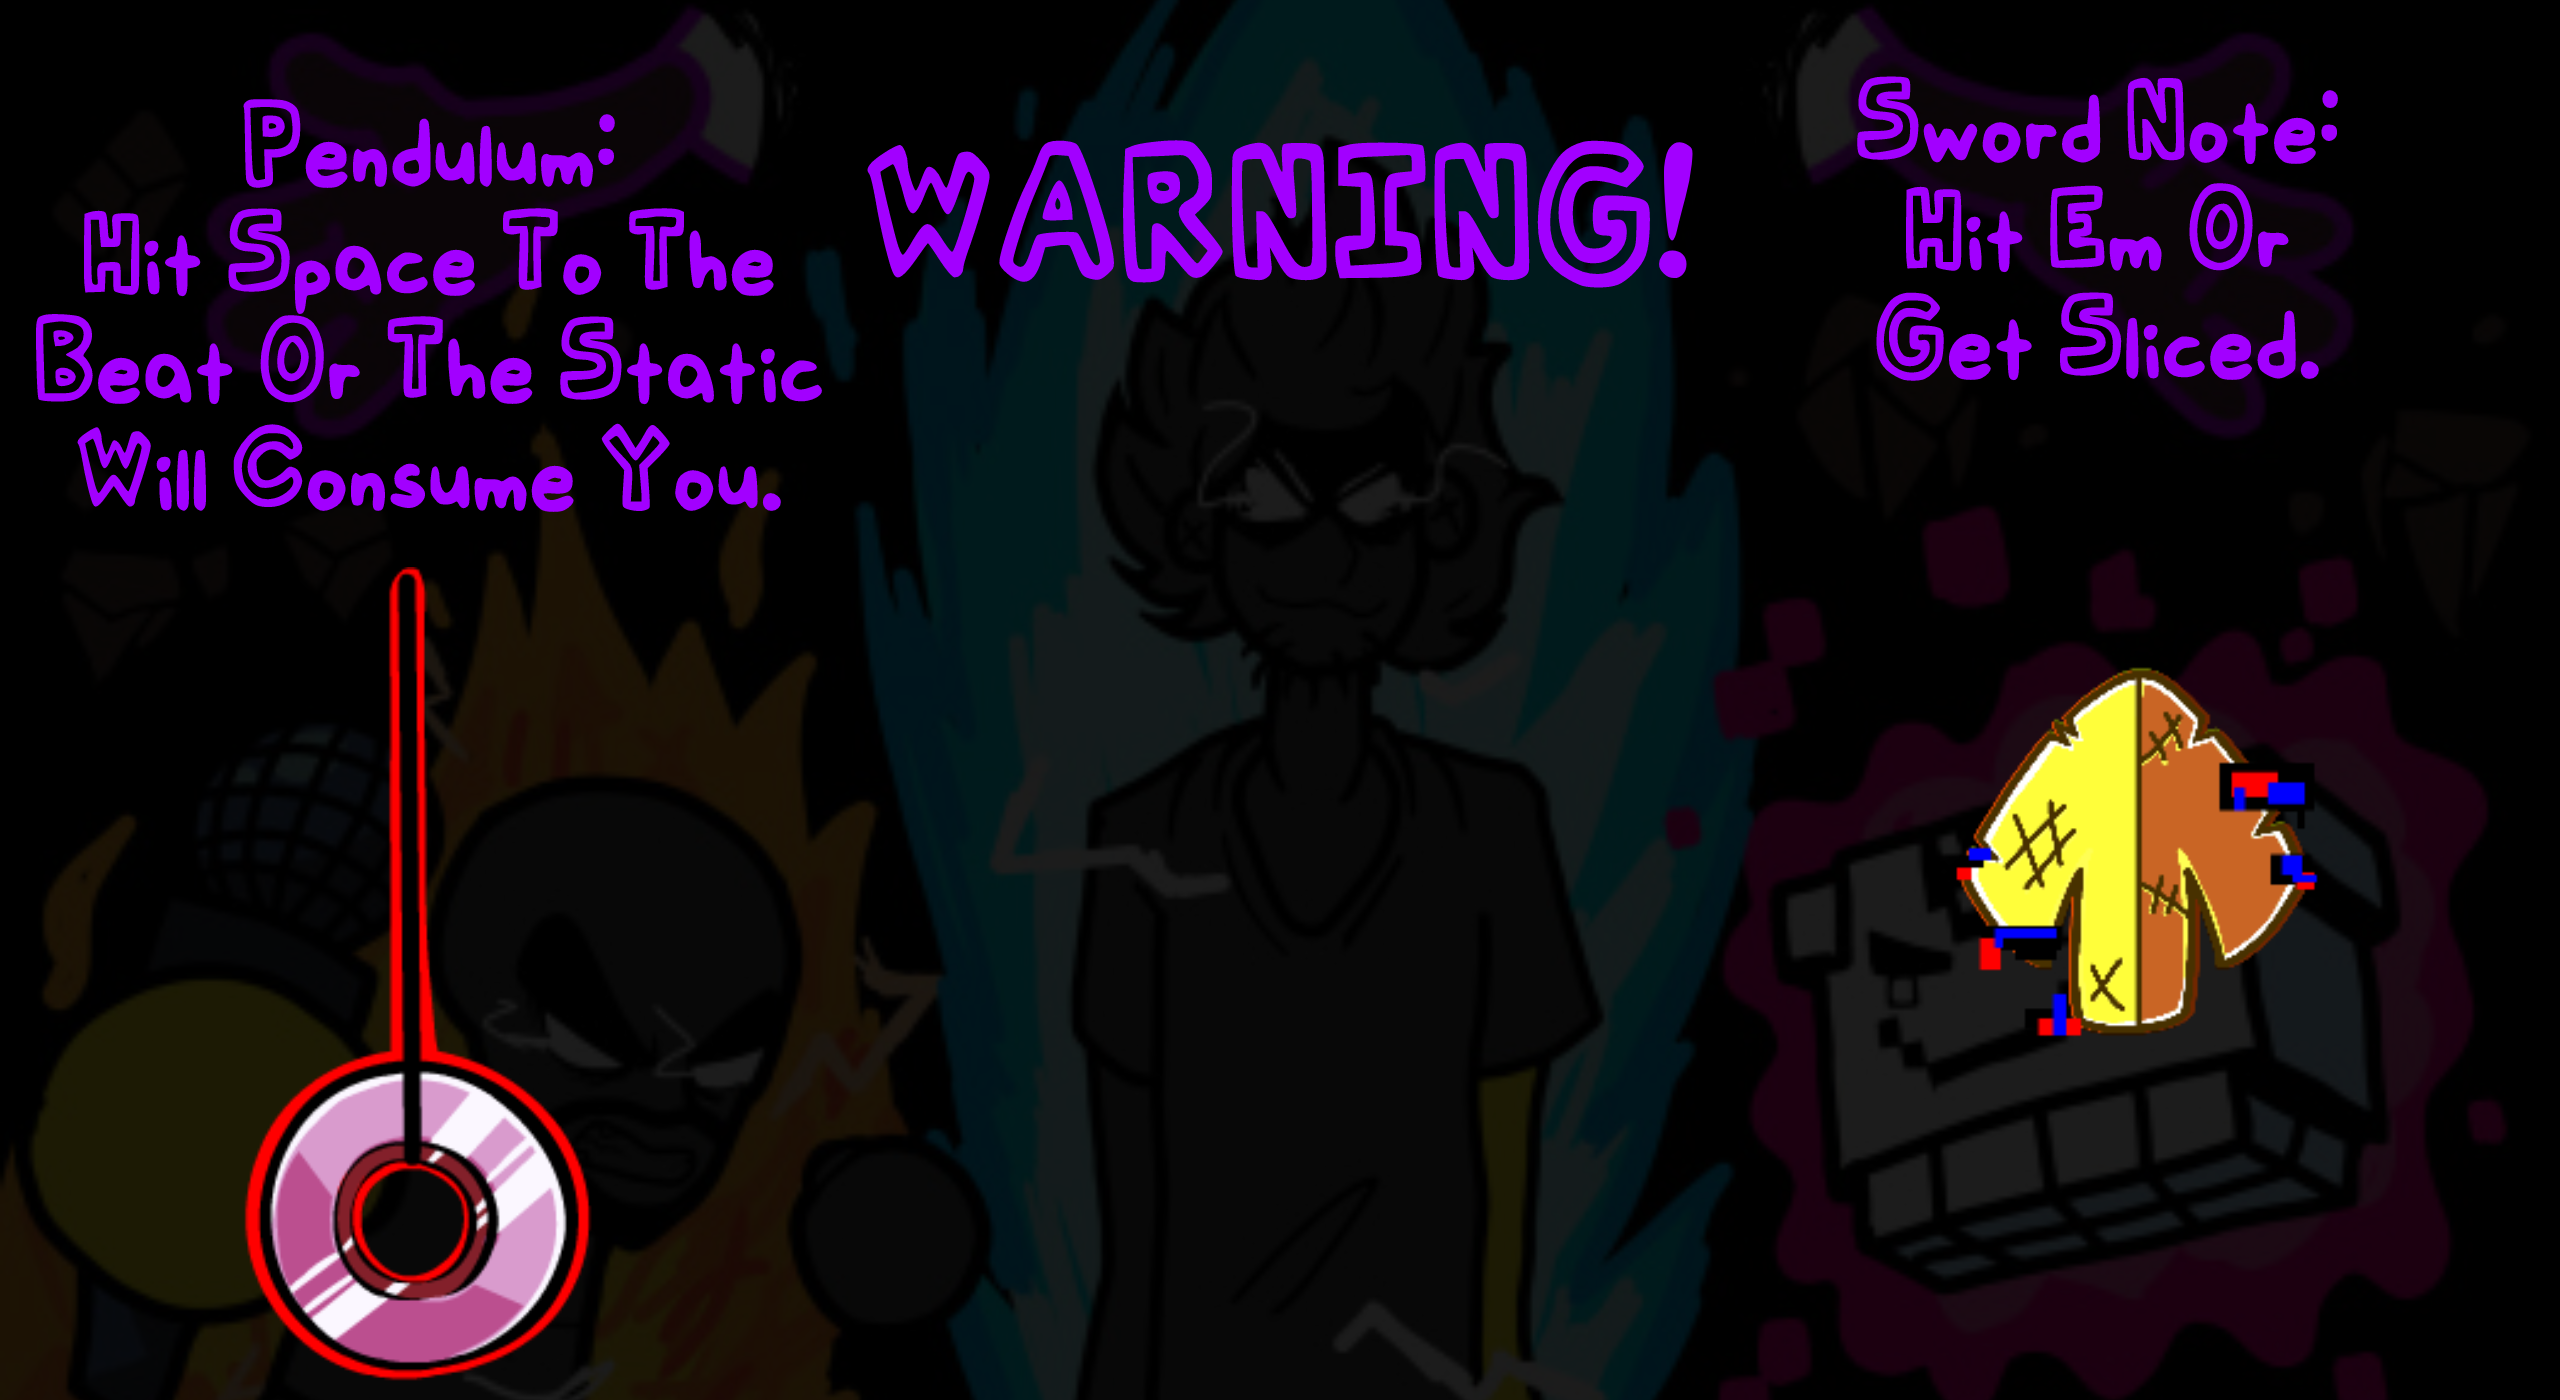 Pendulum:
Hit Space To The
Beat Or The Static
Will Consume You.
WARNING!
Sword Note:
Hit Em Or
Get Sliced.